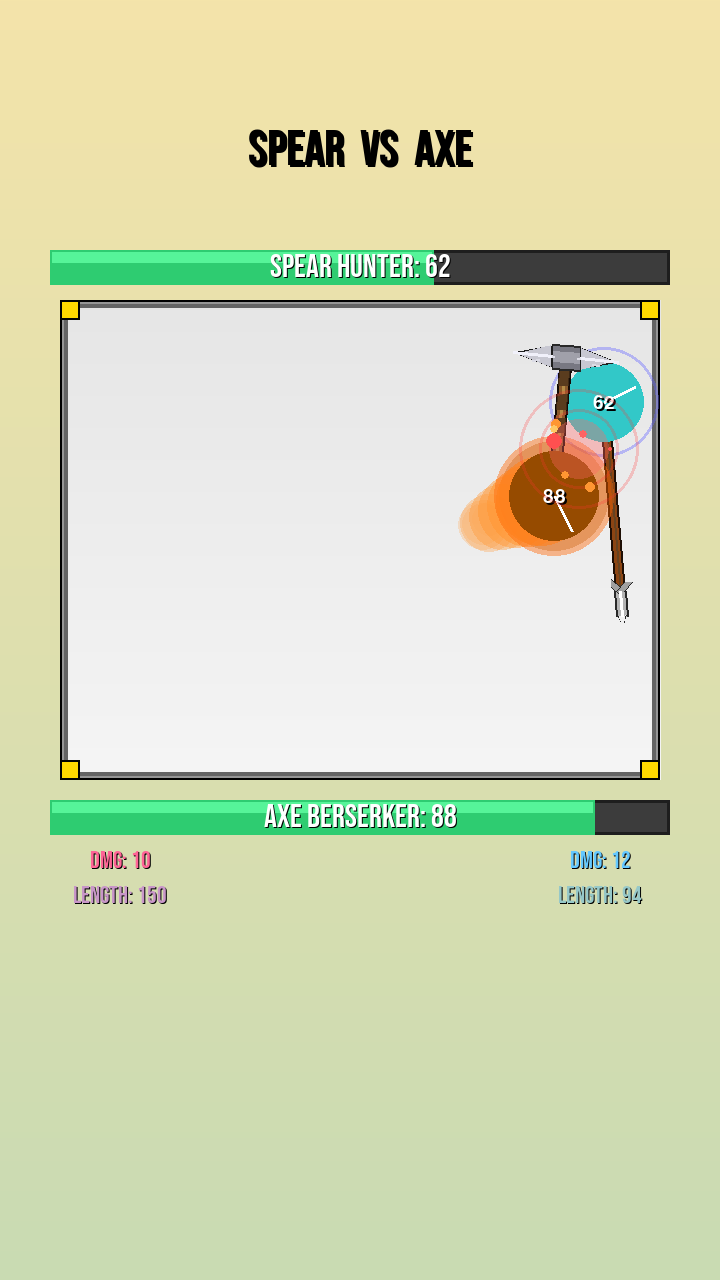 SPEAR VS AXE
SPEAR HUNTER: 62
62
88
AXE BERSERKER: 88
DMG: 10
DMG: 12
LENGTH: 150
LENGTH: 94